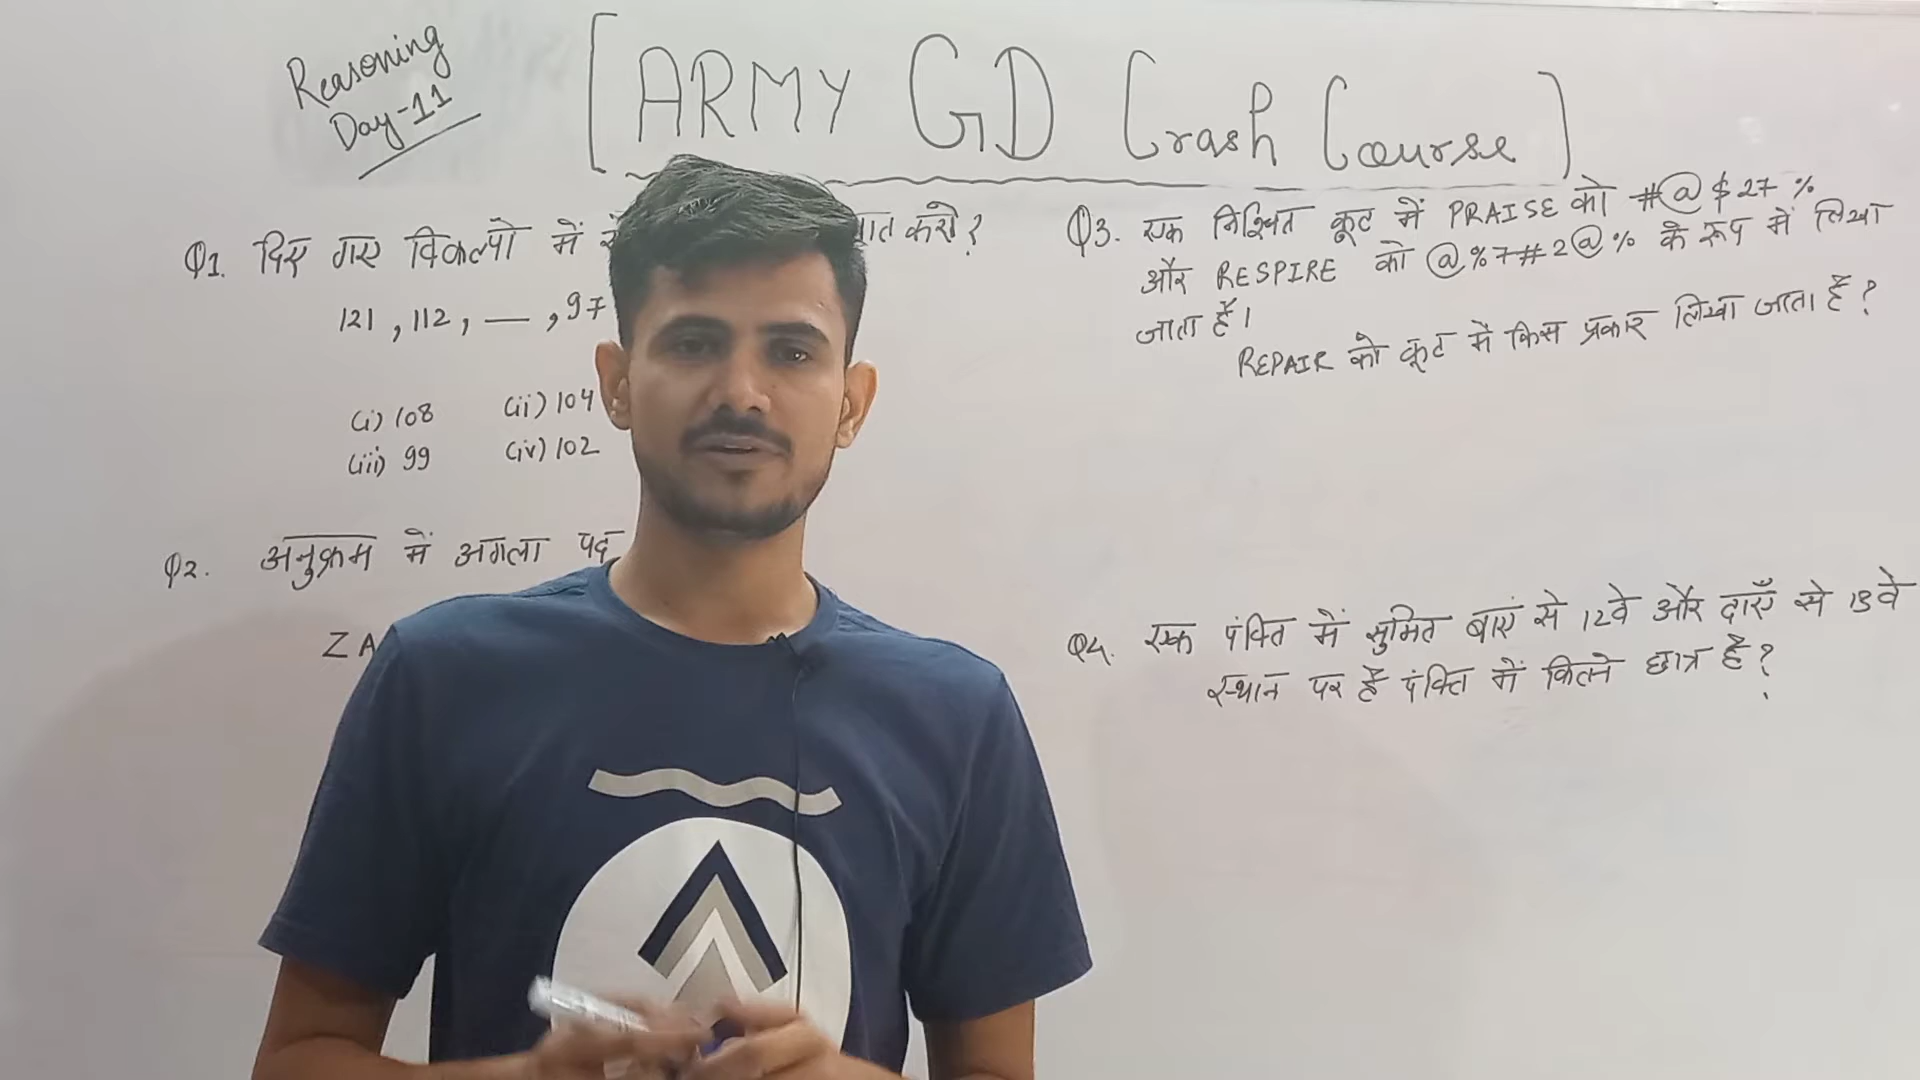 Reasoning
Day-11
[ARMY GD Crash Course]
Q1. दिए गए विकल्पों में से ज्ञात करो?
121, 112, __, 97
(i) 108 (ii) 104
(iii) 99 (iv) 102
Q2. अनुक्रम में अगला पद
ZA
Q3. एक निश्चित कूट में PRAISE को #@$27%
और RESPIRE को @%7#2@% के रूप में लिखा
जाता है।
REPAIR को कूट में किस प्रकार लिखा जाता है?
Q4. एक पंक्ति में सुमित बाएं से 12वे और दाएँ से 13वे
स्थान पर है पंक्ति में कितने छात्र है?